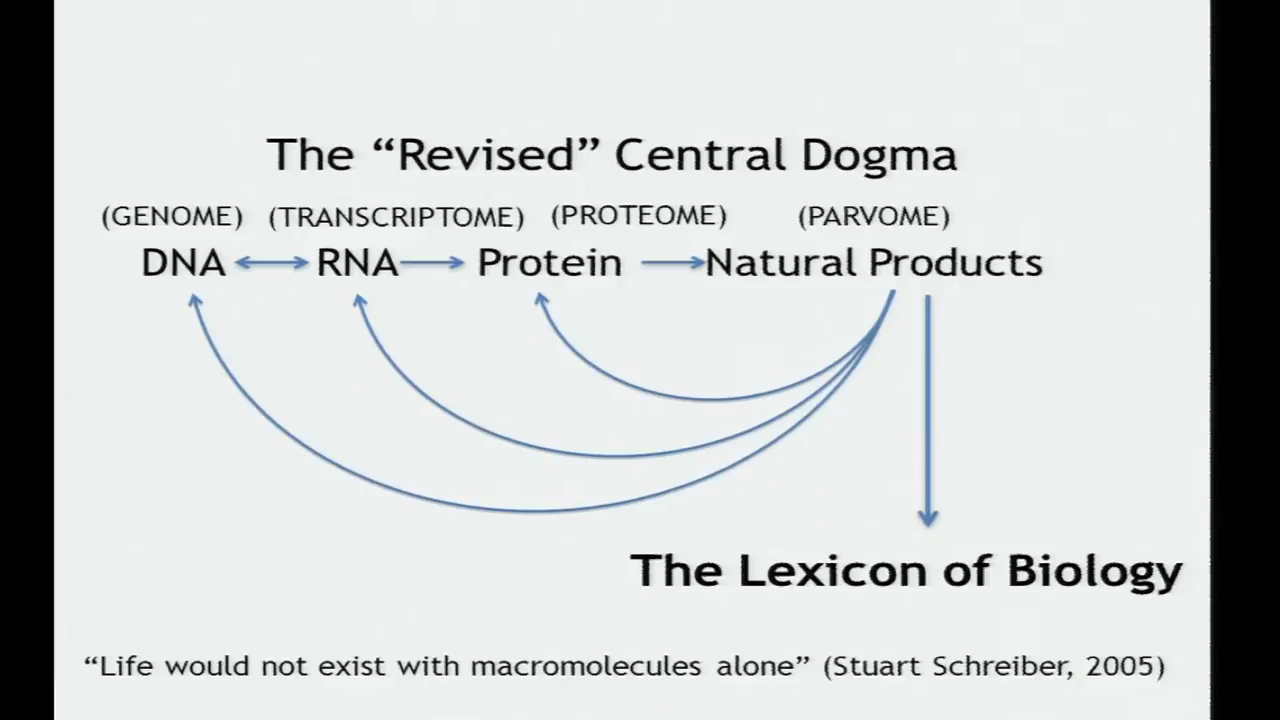 The “Revised” Central Dogma
(GENOME) (TRANSCRIPTOME) (PROTEOME) (PARVOME)
DNA RNA Protein Natural Products
The Lexicon of Biology
“Life would not exist with macromolecules alone” (Stuart Schreiber, 2005)